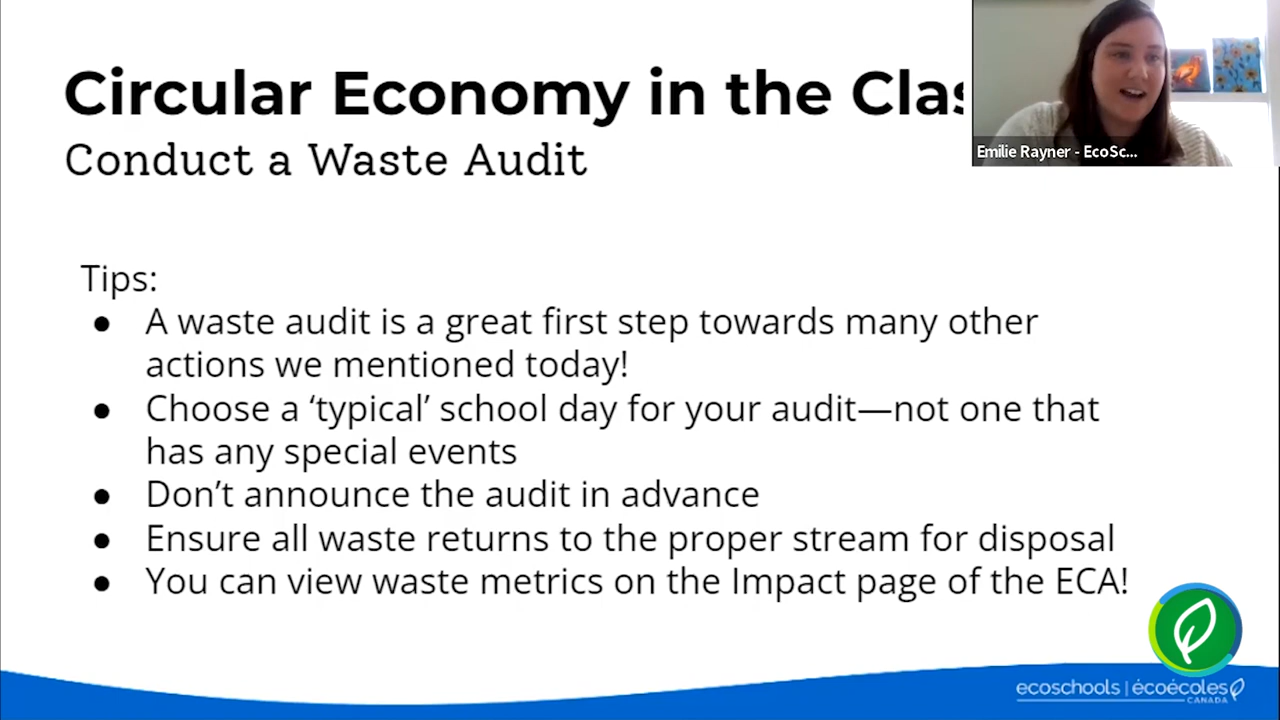 Circular Economy in the Clas
Conduct a Waste Audit
Emilie Rayner - EcoSc...
Tips:
● A waste audit is a great first step towards many other
actions we mentioned today!
● Choose a ‘typical’ school day for your audit—not one that
has any special events
● Don’t announce the audit in advance
● Ensure all waste returns to the proper stream for disposal
● You can view waste metrics on the Impact page of the ECA!
ecoschools | écoécoles
CANADA